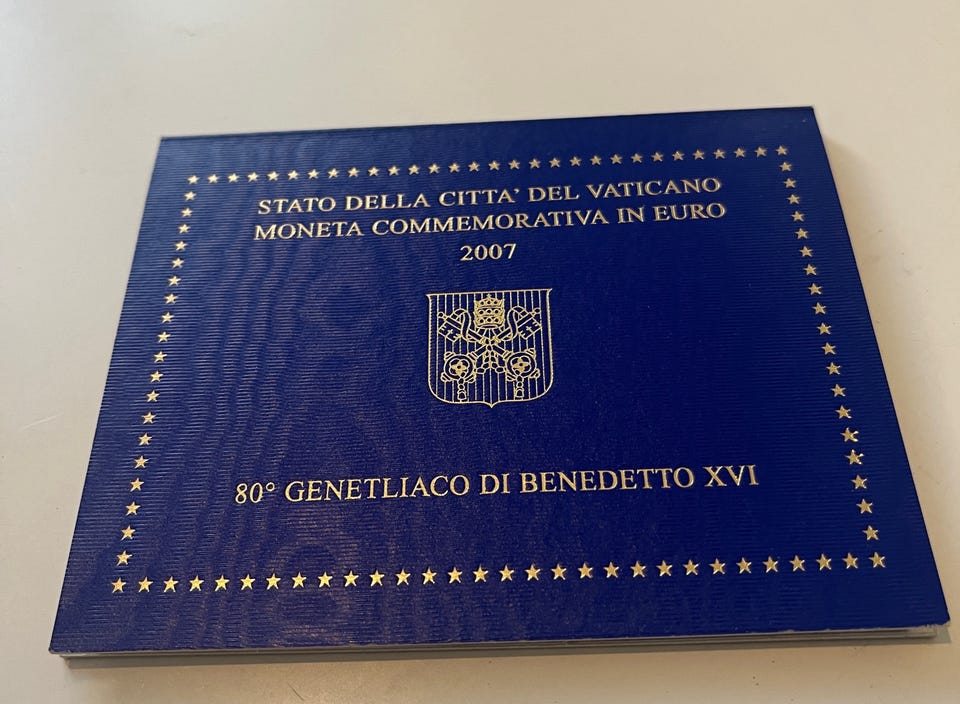 STATO DELLA CITTA' DEL VATICANO
MONETA COMMEMORATIVA IN EURO
2007
80° GENETLIACO DI BENEDETTO XVI